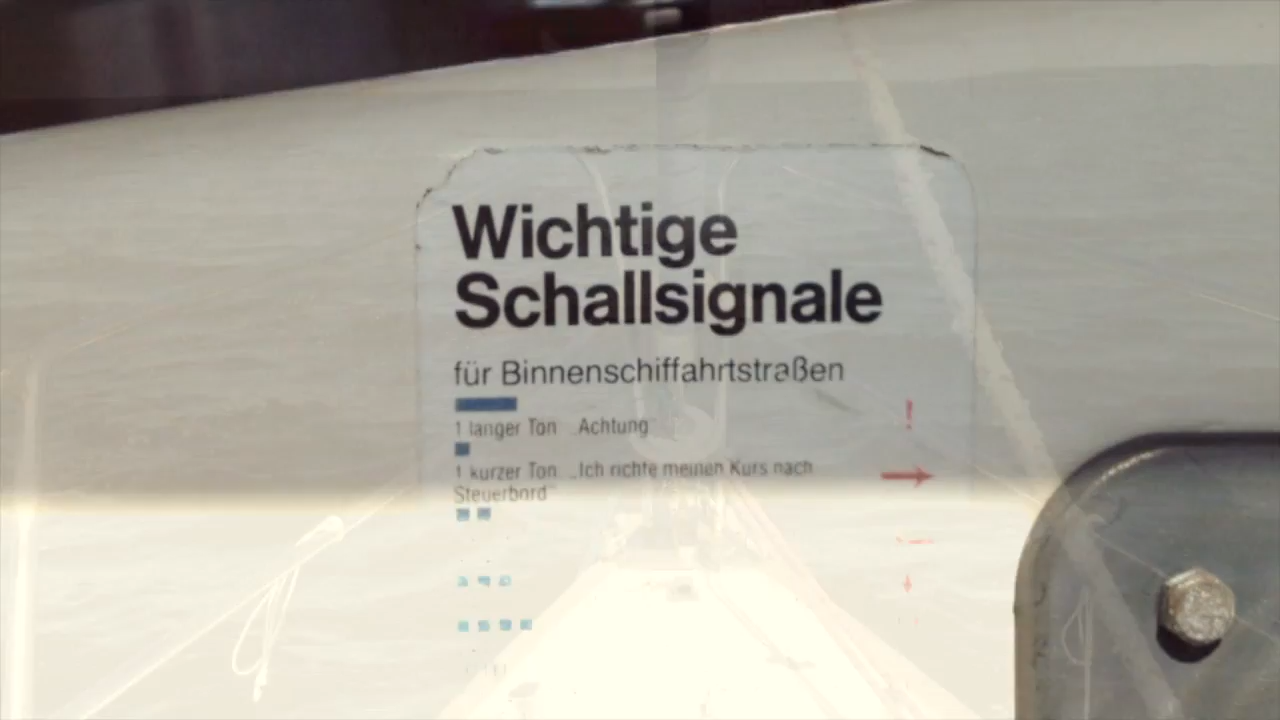 Wichtige
Schallsignale
für Binnenschiffahrtstraßen
1 langer Ton „Achtung"
!
1 kurzer Ton „Ich richte meinen Kurs nach
Steuerbord"